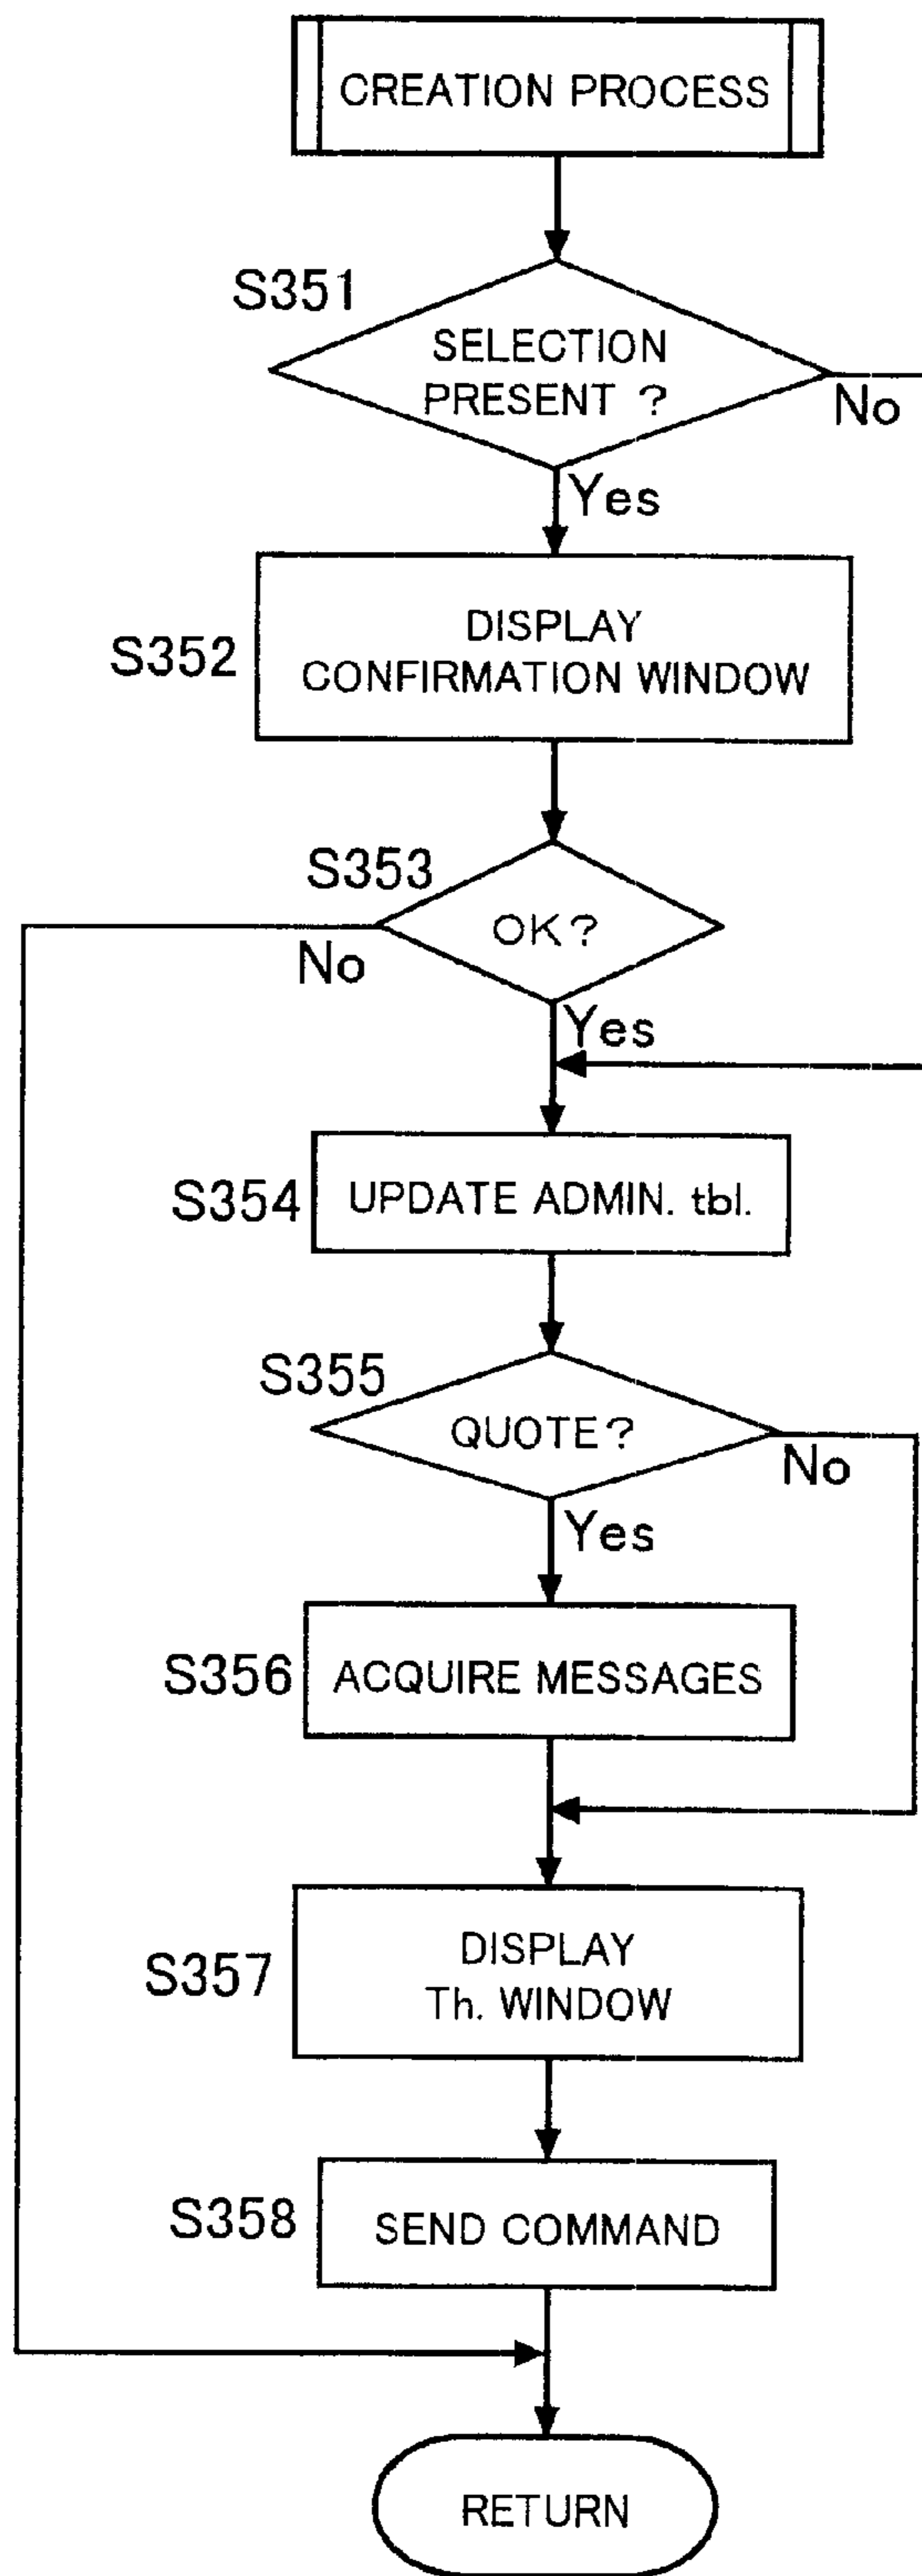 CREATION PROCESS
S351
SELECTION
PRESENT ?
No
Yes
S352
DISPLAY
CONFIRMATION WINDOW
S353
OK?
No
Yes
S354
UPDATE ADMIN. tbl.
S355
QUOTE?
No
Yes
S356
ACQUIRE MESSAGES
S357
DISPLAY
Th. WINDOW
S358
SEND COMMAND
RETURN